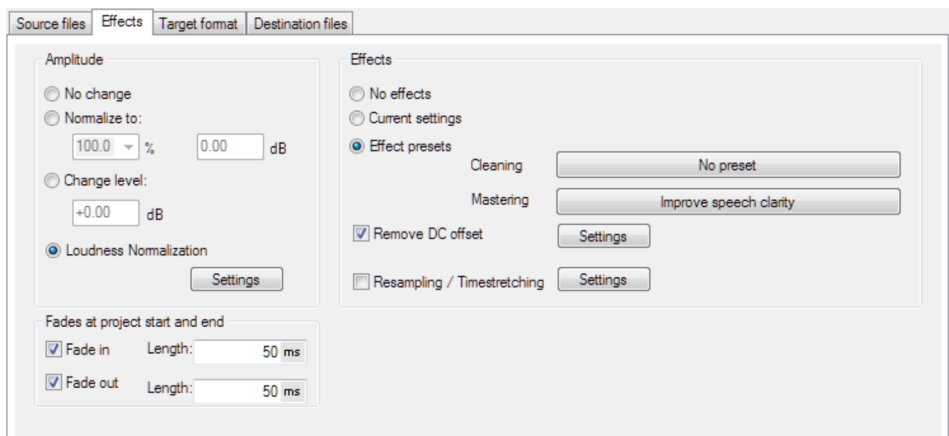 Source files Effects Target format Destination files
Amplitude
No change
Normalize to:
100.0 % 0.00 dB
Change level:
+0.00 dB
Loudness Normalization
Settings
Fades at project start and end
Fade in Length: 50 ms
Fade out Length: 50 ms
Effects
No effects
Current settings
Effect presets
Cleaning No preset
Mastering Improve speech clarity
Remove DC offset Settings
Resampling / Timestretching Settings